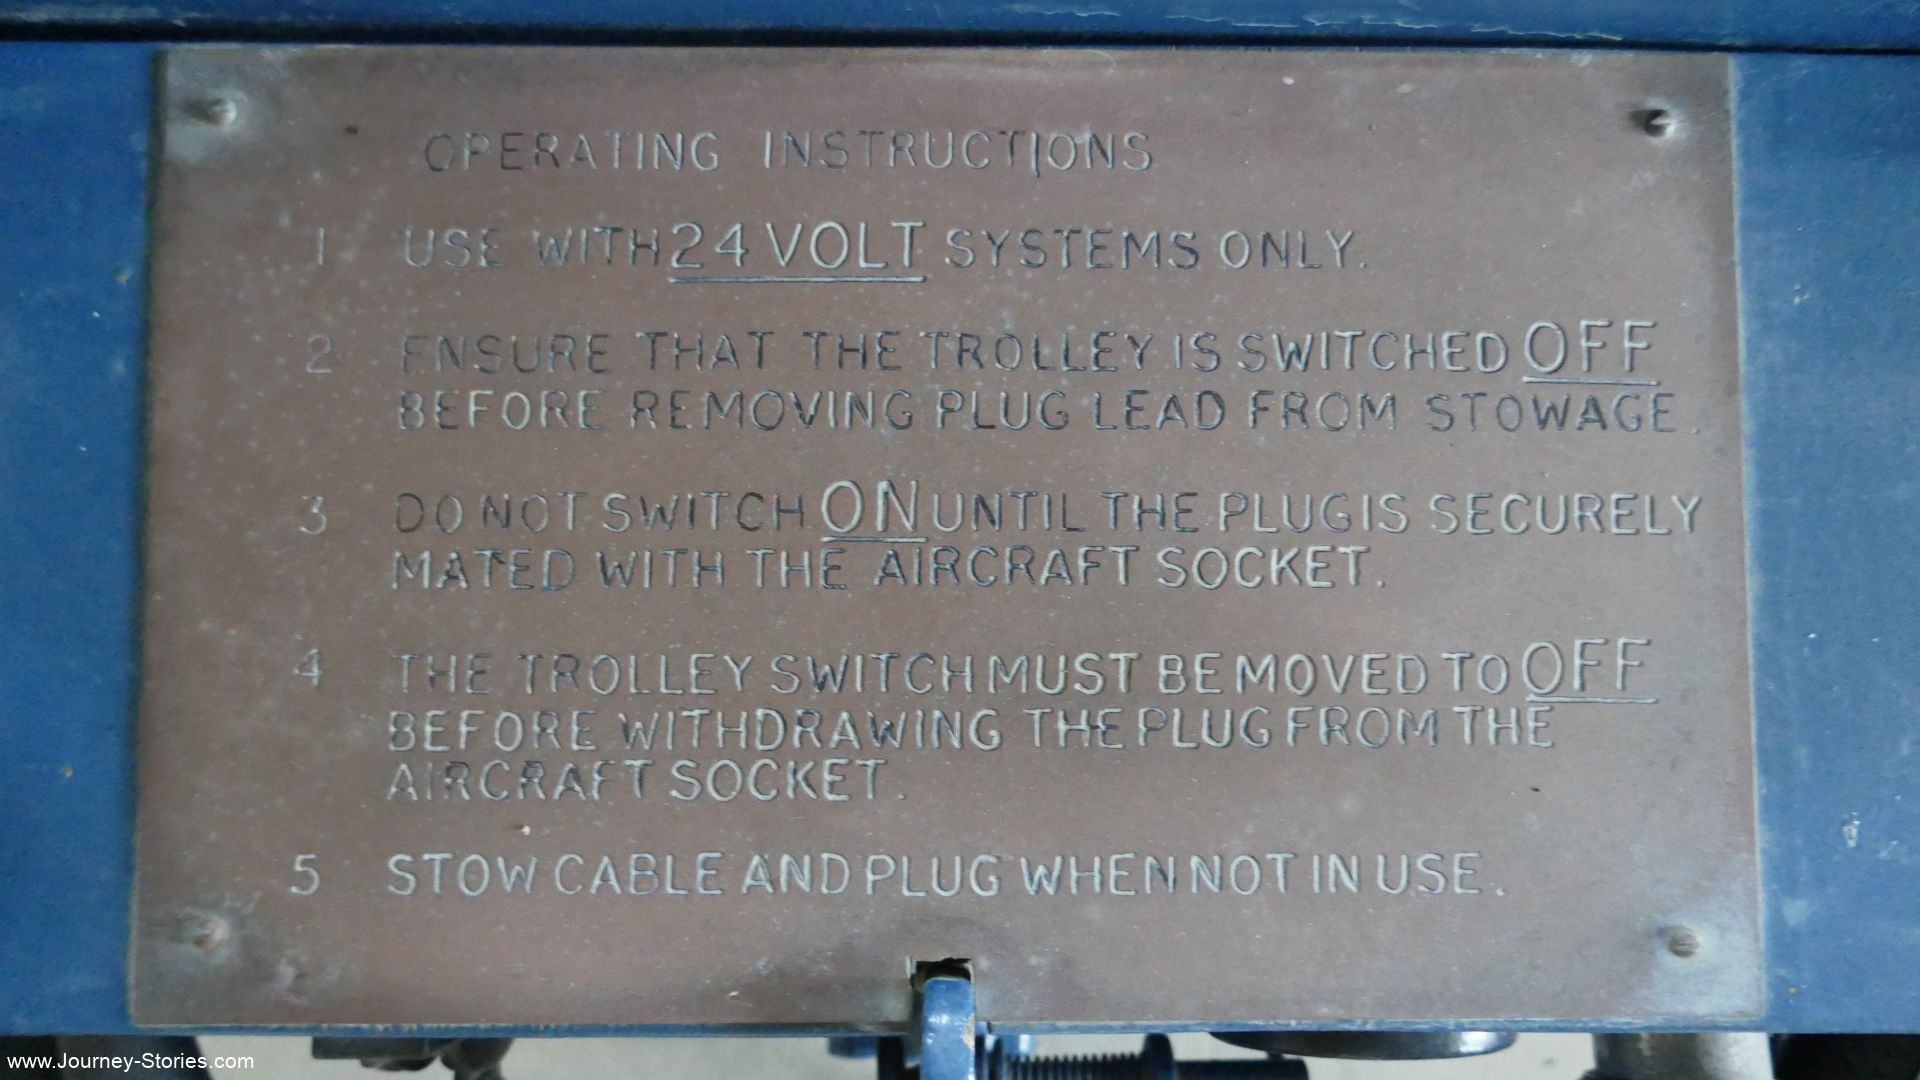 OPERATING INSTRUCTIONS
1 USE WITH 24 VOLT SYSTEMS ONLY.
2 ENSURE THAT THE TROLLEY IS SWITCHED OFF
BEFORE REMOVING PLUG LEAD FROM STOWAGE.
3 DO NOT SWITCH ON UNTIL THE PLUG IS SECURELY
MATED WITH THE AIRCRAFT SOCKET.
4 THE TROLLEY SWITCH MUST BE MOVED TO OFF
BEFORE WITHDRAWING THE PLUG FROM THE
AIRCRAFT SOCKET.
5 STOW CABLE AND PLUG WHEN NOT IN USE.
www.Journey-Stories.com